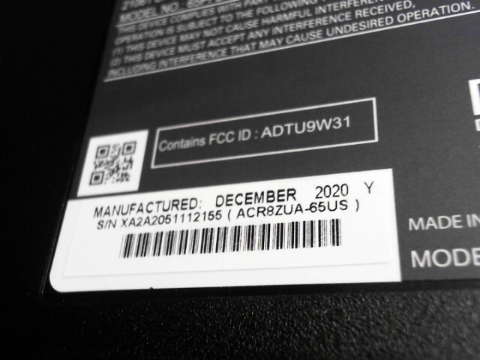 MODEL NO.
THIS DEVICE COMPLIES WITH PART
OPERATION IS SUBJECT TO THE FOLLOWING
(1) THIS DEVICE MAY NOT CAUSE HARMFUL INTERFERENCE,
(2) THIS DEVICE MUST ACCEPT ANY INTERFERENCE RECEIVED,
INCLUDING INTERFERENCE THAT MAY CAUSE UNDESIRED OPERATION.
Contains FCC ID : ADTU9W31
MANUFACTURED: DECEMBER 2020 Y
S/N XA2A2051112155 ( ACR8ZUA-65US )
MADE IN
MODE